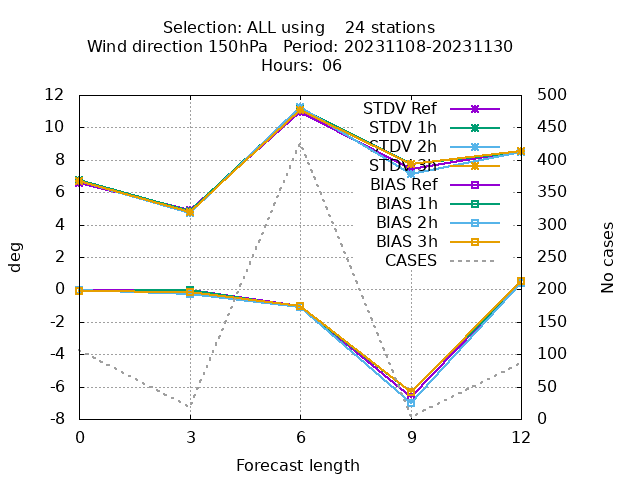 Selection: ALL using    24 stations
Wind direction 150hPa   Period: 20231108-20231130
Hours: 06
12
10
8
6
4
2
0
-2
-4
-6
-8
deg
500
450
400
350
300
250
200
150
100
50
0
No cases
STDV Ref
STDV 1h
STDV 2h
STDV 3h
BIAS Ref
BIAS 1h
BIAS 2h
BIAS 3h
CASES
0 3 6 9 12
Forecast length